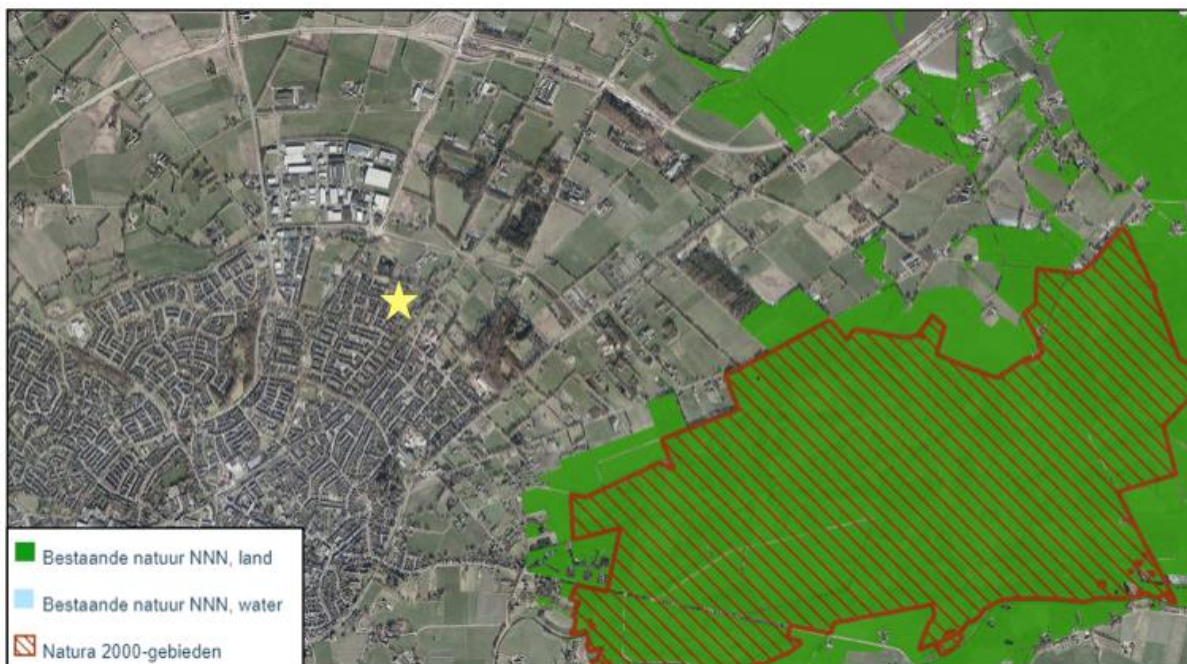 Bestaande natuur NNN, land
Bestaande natuur NNN, water
Natura 2000-gebieden